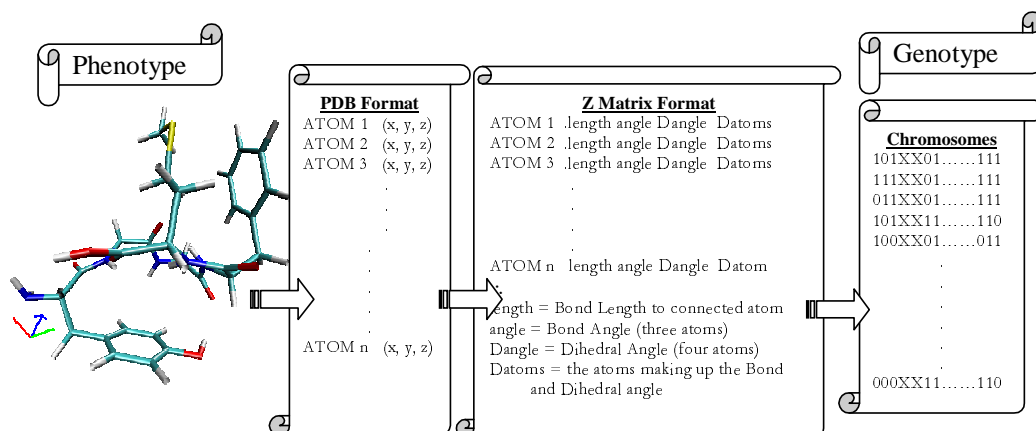 Phenotype
PDB Format
ATOM 1 (x, y, z)
ATOM 2 (x, y, z)
ATOM 3 (x, y, z)
.
.
.
.
.
.
.
ATOM n (x, y, z)
Z Matrix Format
ATOM 1 .length angle Dangle Datoms
ATOM 2 .length angle Dangle Datoms
ATOM 3 .length angle Dangle Datoms
.
.
.
ATOM n .length angle Dangle Datom
.
length = Bond Length to connected atom
angle = Bond Angle (three atoms)
Dangle = Dihedral Angle (four atoms)
Datoms = the atoms making up the Bond
and Dihedral angle
Genotype
Chromosomes
101XX01......111
111XX01......111
011XX01......111
101XX11......110
100XX01......011
.
.
.
.
.
.
000XX11......110